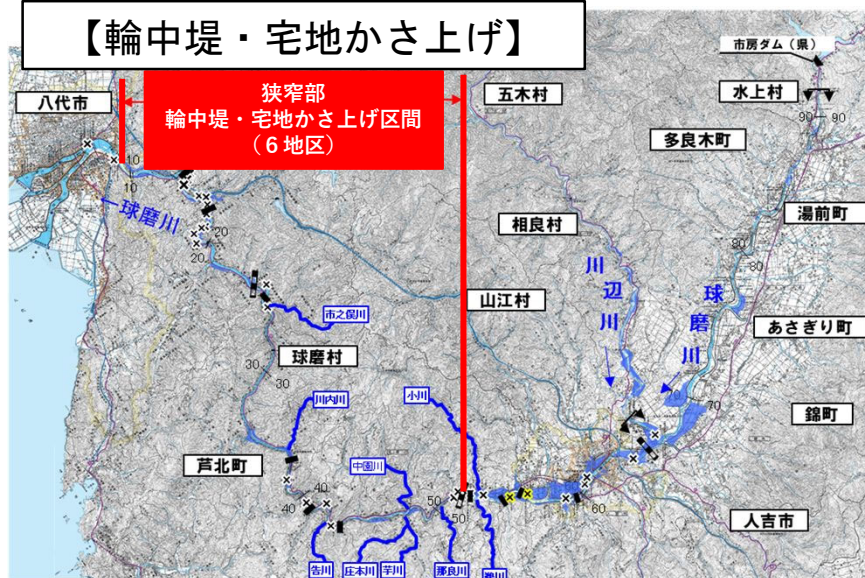 【輪中堤・宅地かさ上げ】
市房ダム（県）
八代市
狭窄部
輪中堤・宅地かさ上げ区間
（６地区）
五木村
水上村
90
90
多良木町
10
10
相良村
湯前町
←球磨川
20
20
80
80
川辺川
球磨川
山江村
市之俣川
あさぎり町
球磨村
30
30
川内川
小川
70
錦町
芦北町
中園川
40
40
50
50
60
人吉市
告川
庄本川
芋川
那良川